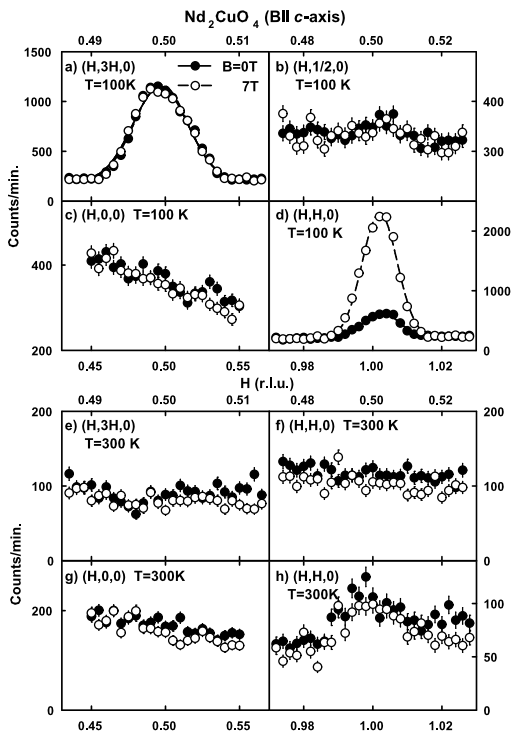 Nd2CuO4 (BII c-axis)
0.49 0.50 0.51 0.48 0.50 0.52
1500
1000
500
0
a) (H,3H,0)
T=100K
B=0T
7T
b) (H,1/2,0)
T=100 K
400
300
200
c) (H,0,0) T=100 K
400
200
d) (H,H,0)
T=100 K
2000
1000
0
Counts/min.
0.45 0.50 0.55 0.98 1.00 1.02
H (r.l.u.)
0.49 0.50 0.51 0.48 0.50 0.52
200
100
0
e) (H,3H,0)
T=300 K
f) (H,H,0) T=300 K
200
100
0
g) (H,0,0) T=300K
200
0
h) (H,H,0)
T=300K
100
50
Counts/min.
0.45 0.50 0.55 0.98 1.00 1.02